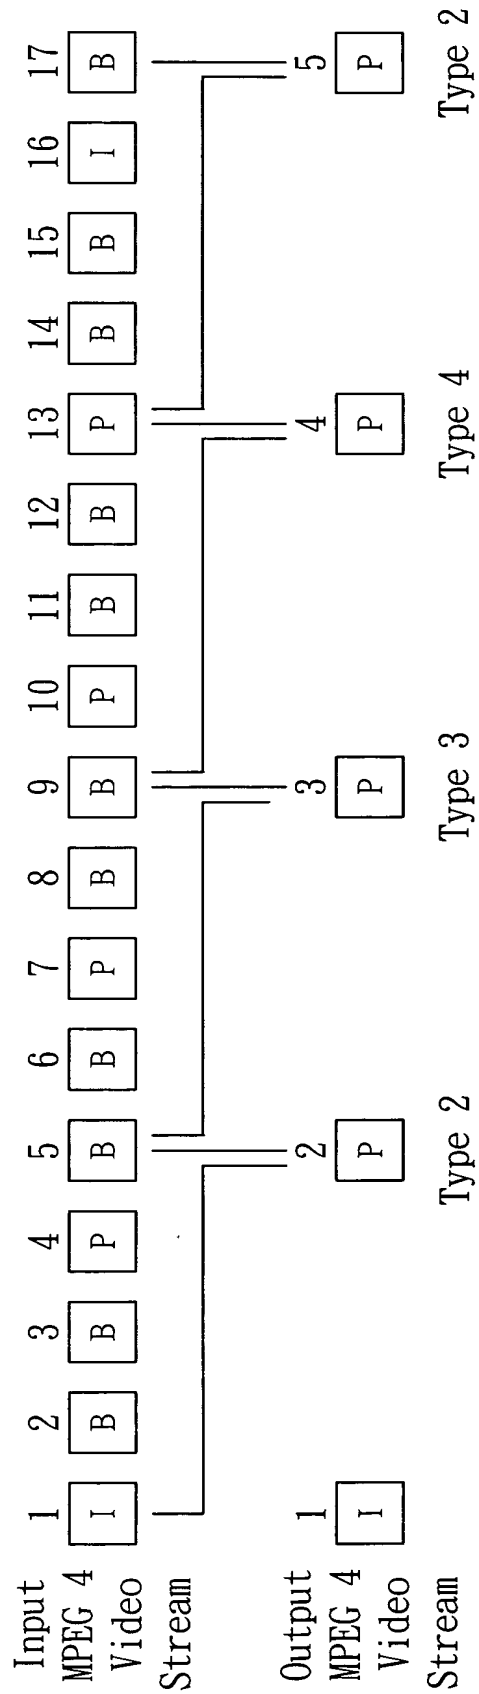 Input
MPEG 4
Video
Stream
1 2 3 4 5 6 7 8 9 10 11 12 13 14 15 16 17
I B B P B B P B B P B B P B B I B
Output
MPEG 4
Video
Stream
1 2 3 4 5
I P P P P
Type 2 Type 3 Type 4 Type 2